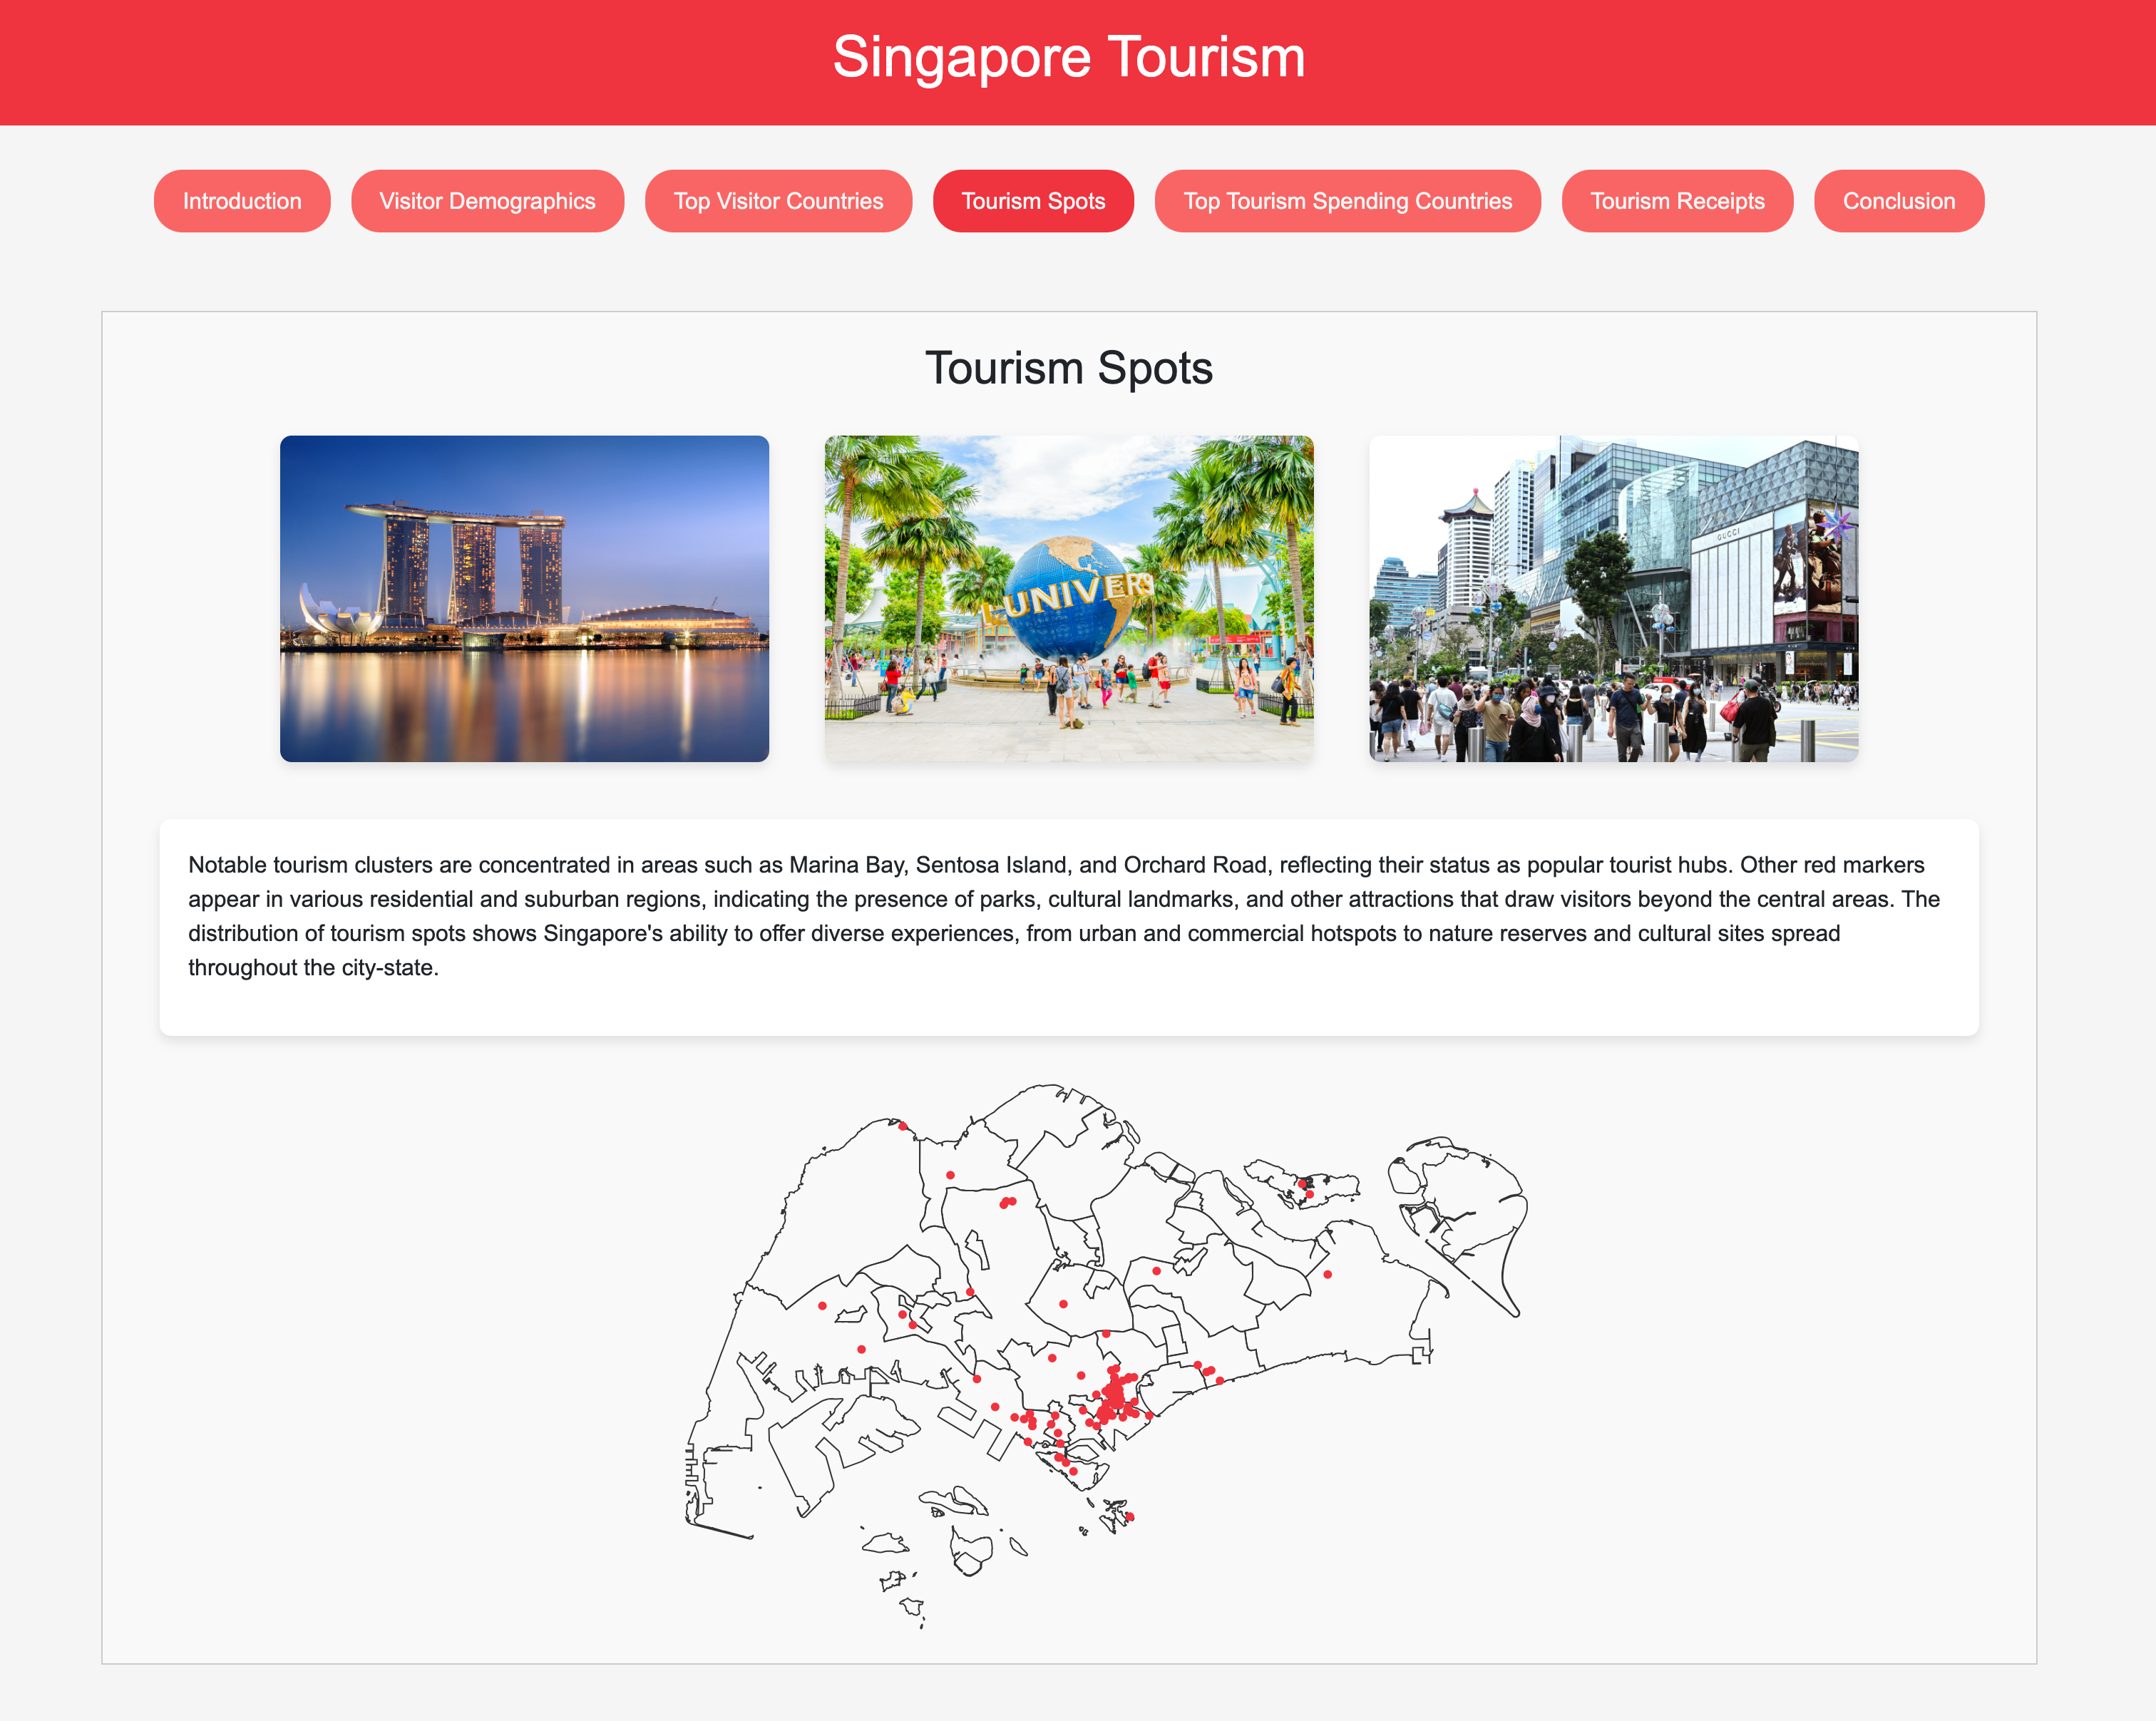 Singapore Tourism
Introduction
Visitor Demographics
Top Visitor Countries
Tourism Spots
Top Tourism Spending Countries
Tourism Receipts
Conclusion
Tourism Spots
UNIVERS
GUCCI
Notable tourism clusters are concentrated in areas such as Marina Bay, Sentosa Island, and Orchard Road, reflecting their status as popular tourist hubs. Other red markers
appear in various residential and suburban regions, indicating the presence of parks, cultural landmarks, and other attractions that draw visitors beyond the central areas. The
distribution of tourism spots shows Singapore's ability to offer diverse experiences, from urban and commercial hotspots to nature reserves and cultural sites spread
throughout the city-state.